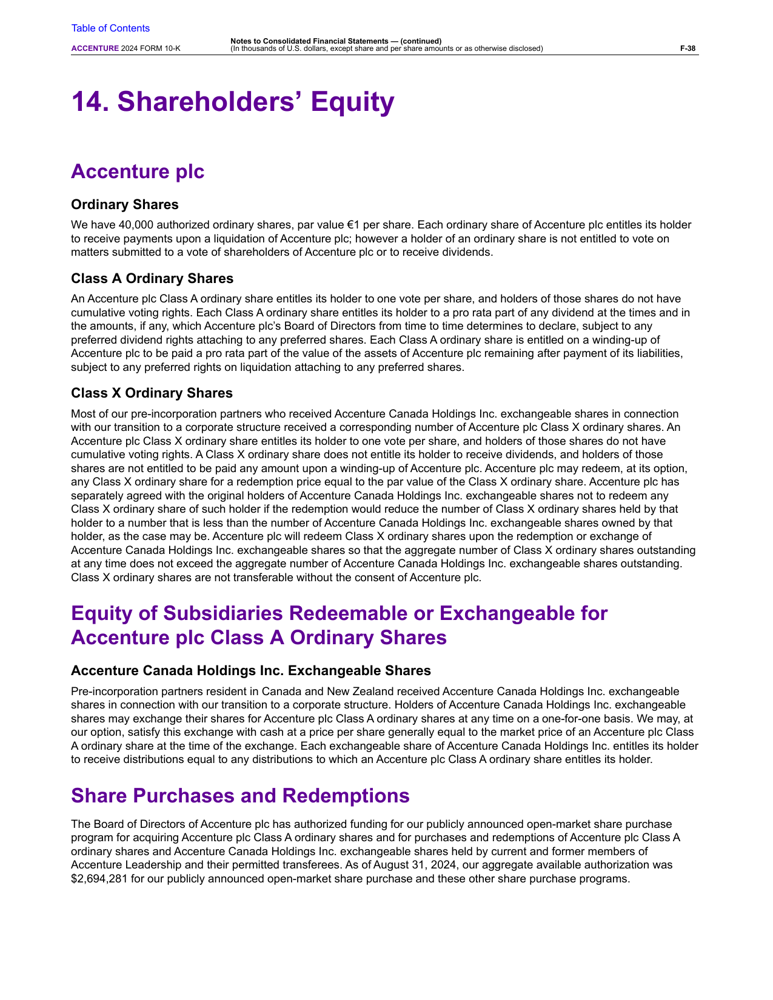 Table of Contents
Notes to Consolidated Financial Statements — (continued)
ACCENTURE 2024 FORM 10-K (In thousands of U.S. dollars, except share and per share amounts or as otherwise disclosed) F-38
14. Shareholders’ Equity
Accenture plc
Ordinary Shares
We have 40,000 authorized ordinary shares, par value €1 per share. Each ordinary share of Accenture plc entitles its holder
to receive payments upon a liquidation of Accenture plc; however a holder of an ordinary share is not entitled to vote on
matters submitted to a vote of shareholders of Accenture plc or to receive dividends.
Class A Ordinary Shares
An Accenture plc Class A ordinary share entitles its holder to one vote per share, and holders of those shares do not have
cumulative voting rights. Each Class A ordinary share entitles its holder to a pro rata part of any dividend at the times and in
the amounts, if any, which Accenture plc’s Board of Directors from time to time determines to declare, subject to any
preferred dividend rights attaching to any preferred shares. Each Class A ordinary share is entitled on a winding-up of
Accenture plc to be paid a pro rata part of the value of the assets of Accenture plc remaining after payment of its liabilities,
subject to any preferred rights on liquidation attaching to any preferred shares.
Class X Ordinary Shares
Most of our pre-incorporation partners who received Accenture Canada Holdings Inc. exchangeable shares in connection
with our transition to a corporate structure received a corresponding number of Accenture plc Class X ordinary shares. An
Accenture plc Class X ordinary share entitles its holder to one vote per share, and holders of those shares do not have
cumulative voting rights. A Class X ordinary share does not entitle its holder to receive dividends, and holders of those
shares are not entitled to be paid any amount upon a winding-up of Accenture plc. Accenture plc may redeem, at its option,
any Class X ordinary share for a redemption price equal to the par value of the Class X ordinary share. Accenture plc has
separately agreed with the original holders of Accenture Canada Holdings Inc. exchangeable shares not to redeem any
Class X ordinary share of such holder if the redemption would reduce the number of Class X ordinary shares held by that
holder to a number that is less than the number of Accenture Canada Holdings Inc. exchangeable shares owned by that
holder, as the case may be. Accenture plc will redeem Class X ordinary shares upon the redemption or exchange of
Accenture Canada Holdings Inc. exchangeable shares so that the aggregate number of Class X ordinary shares outstanding
at any time does not exceed the aggregate number of Accenture Canada Holdings Inc. exchangeable shares outstanding.
Class X ordinary shares are not transferable without the consent of Accenture plc.
Equity of Subsidiaries Redeemable or Exchangeable for
Accenture plc Class A Ordinary Shares
Accenture Canada Holdings Inc. Exchangeable Shares
Pre-incorporation partners resident in Canada and New Zealand received Accenture Canada Holdings Inc. exchangeable
shares in connection with our transition to a corporate structure. Holders of Accenture Canada Holdings Inc. exchangeable
shares may exchange their shares for Accenture plc Class A ordinary shares at any time on a one-for-one basis. We may, at
our option, satisfy this exchange with cash at a price per share generally equal to the market price of an Accenture plc Class
A ordinary share at the time of the exchange. Each exchangeable share of Accenture Canada Holdings Inc. entitles its holder
to receive distributions equal to any distributions to which an Accenture plc Class A ordinary share entitles its holder.
Share Purchases and Redemptions
The Board of Directors of Accenture plc has authorized funding for our publicly announced open-market share purchase
program for acquiring Accenture plc Class A ordinary shares and for purchases and redemptions of Accenture plc Class A
ordinary shares and Accenture Canada Holdings Inc. exchangeable shares held by current and former members of
Accenture Leadership and their permitted transferees. As of August 31, 2024, our aggregate available authorization was
$2,694,281 for our publicly announced open-market share purchase and these other share purchase programs.